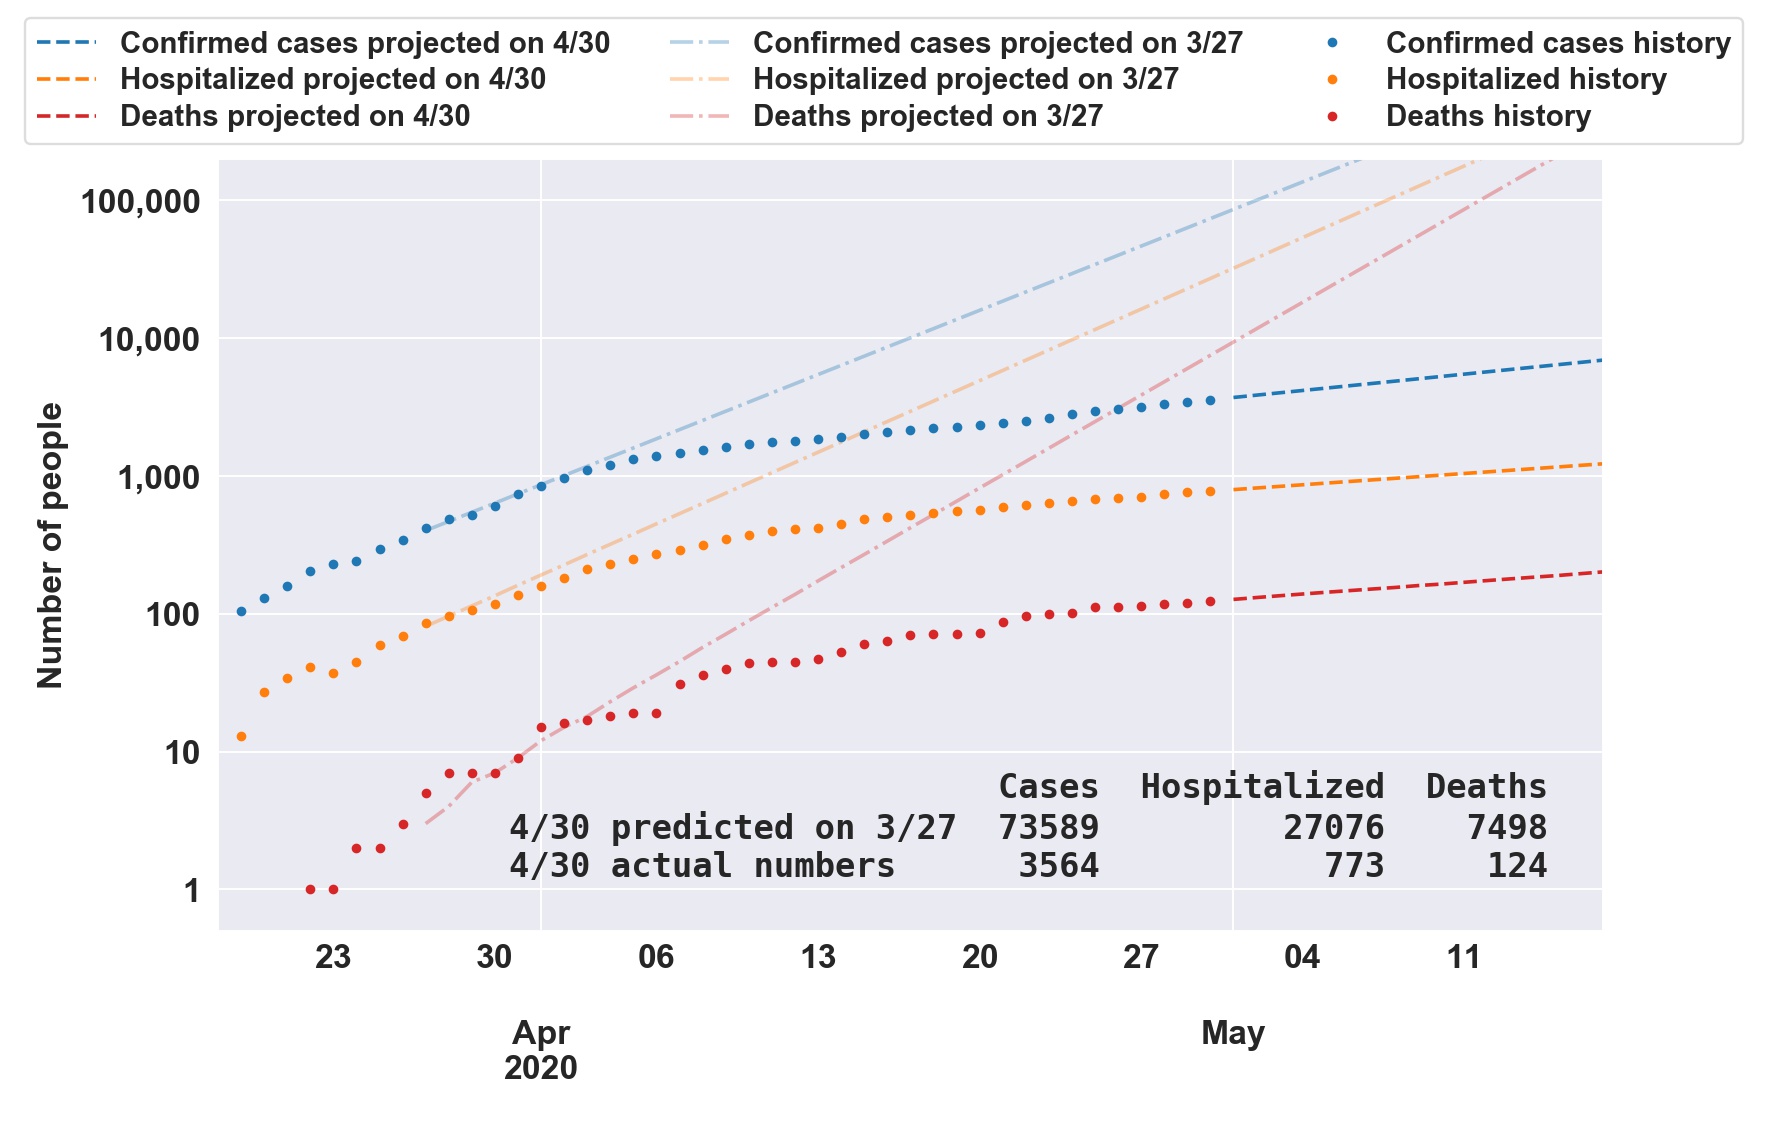 Confirmed cases projected on 4/30
Hospitalized projected on 4/30
Deaths projected on 4/30
Confirmed cases projected on 3/27
Hospitalized projected on 3/27
Deaths projected on 3/27
Confirmed cases history
Hospitalized history
Deaths history
Number of people
100,000
10,000
1,000
100
10
1
Cases Hospitalized Deaths
4/30 predicted on 3/27 73589 27076 7498
4/30 actual numbers 3564 773 124
23 30 06 13 20 27 04 11
Apr May
2020